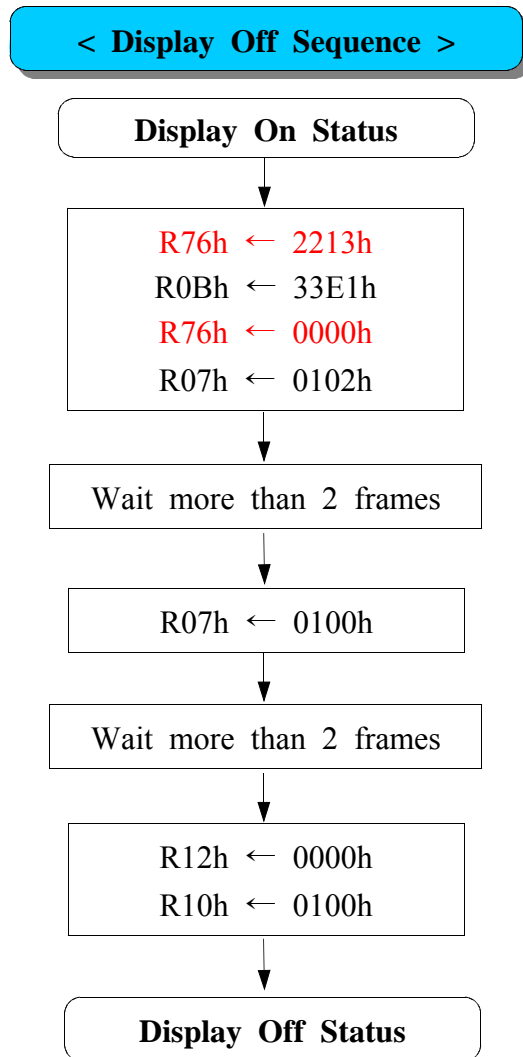 < Display Off Sequence >
Display On Status
R76h ← 2213h
R0Bh ← 33E1h
R76h ← 0000h
R07h ← 0102h
Wait more than 2 frames
R07h ← 0100h
Wait more than 2 frames
R12h ← 0000h
R10h ← 0100h
Display Off Status